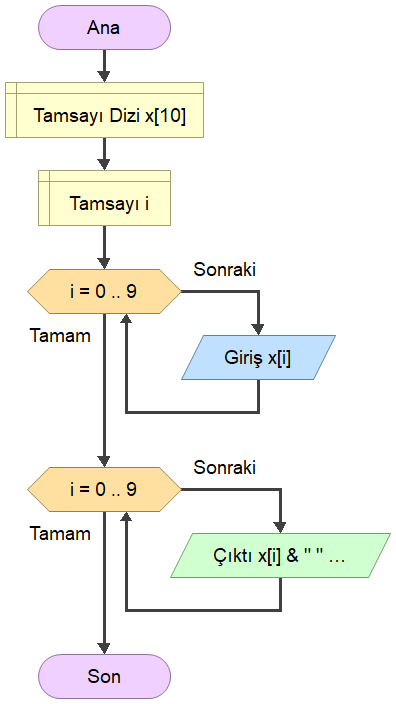 Ana
Tamsayı Dizi x[10]
Tamsayı i
i = 0 .. 9
Sonraki
Tamam
Giriş x[i]
i = 0 .. 9
Sonraki
Tamam
Çıktı x[i] & " " ...
Son